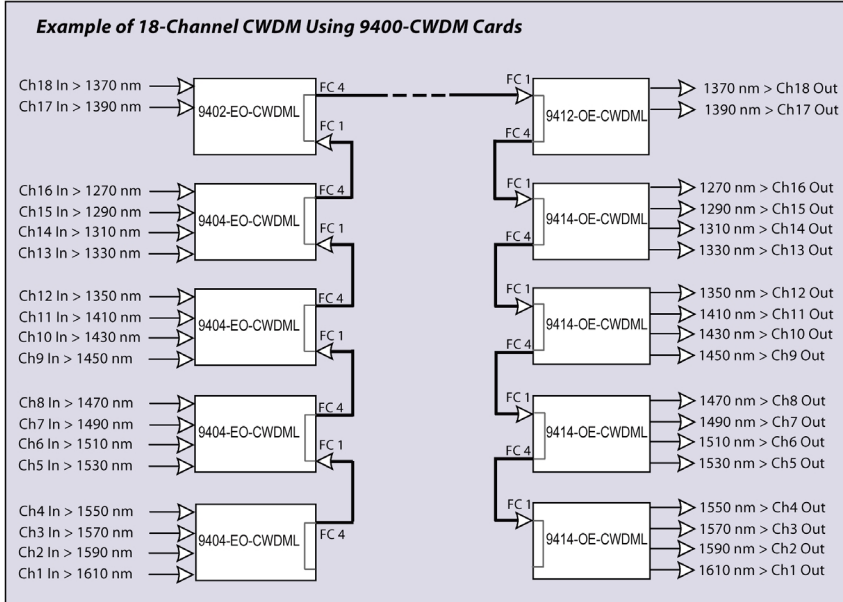 Example of 18-Channel CWDM Using 9400-CWDM Cards
Ch18 In > 1370 nm
Ch17 In > 1390 nm
9402-EO-CWDML
FC 4
FC 1
FC 1
FC 4
9412-OE-CWDML
1370 nm > Ch18 Out
1390 nm > Ch17 Out
Ch16 In > 1270 nm
Ch15 In > 1290 nm
Ch14 In > 1310 nm
Ch13 In > 1330 nm
9404-EO-CWDML
FC 4
FC 1
FC 1
FC 4
9414-OE-CWDML
1270 nm > Ch16 Out
1290 nm > Ch15 Out
1310 nm > Ch14 Out
1330 nm > Ch13 Out
Ch12 In > 1350 nm
Ch11 In > 1410 nm
Ch10 In > 1430 nm
Ch9 In > 1450 nm
9404-EO-CWDML
FC 4
FC 1
FC 1
FC 4
9414-OE-CWDML
1350 nm > Ch12 Out
1410 nm > Ch11 Out
1430 nm > Ch10 Out
1450 nm > Ch9 Out
Ch8 In > 1470 nm
Ch7 In > 1490 nm
Ch6 In > 1510 nm
Ch5 In > 1530 nm
9404-EO-CWDML
FC 4
FC 1
FC 1
FC 4
9414-OE-CWDML
1470 nm > Ch8 Out
1490 nm > Ch7 Out
1510 nm > Ch6 Out
1530 nm > Ch5 Out
Ch4 In > 1550 nm
Ch3 In > 1570 nm
Ch2 In > 1590 nm
Ch1 In > 1610 nm
9404-EO-CWDML
FC 4
FC 1
9414-OE-CWDML
1550 nm > Ch4 Out
1570 nm > Ch3 Out
1590 nm > Ch2 Out
1610 nm > Ch1 Out